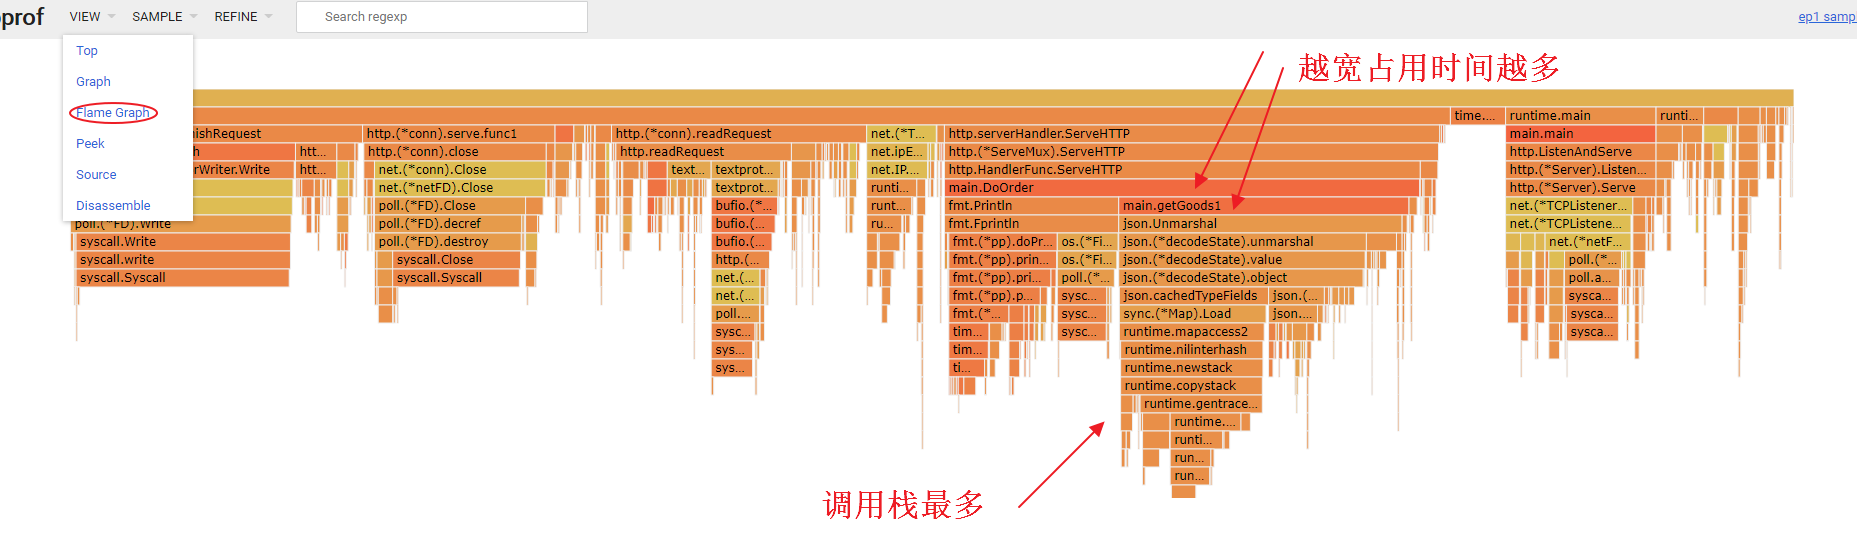 pprof
VIEW
SAMPLE
REFINE
Search regexp
ep1 samp
Top
Graph
Flame Graph
Peek
Source
Disassemble
越宽占用时间越多
调用栈最多
time....
runtime.main
runti...
nishRequest
http.(*conn).serve.func1
http.(*conn).readRequest
net.(*T...
http.serverHandler.ServeHTTP
main.main
h
htt...
http.(*conn).close
http.readRequest
net.ipE...
http.(*ServeMux).ServeHTTP
http.ListenAndServe
erWriter.Write
htt...
net.(*conn).Close
text...
textprot...
net.IP....
http.HandlerFunc.ServeHTTP
http.(*Server).Listen...
net.(*netFD).Close
textprot...
runti...
main.DoOrder
http.(*Server).Serve
poll.(*FD).Close
bufio.(*...
runt...
fmt.Println
main.getGoods1
net.(*TCPListener...
poll.(*FD).Write
poll.(*FD).decref
bufio.(...
ru...
fmt.Fprintln
json.Unmarshal
net.(*TCPListene...
syscall.Write
poll.(*FD).destroy
bufio.(...
fmt.(*pp).doPr...
os.(*Fi...
json.(*decodeState).unmarshal
net.(*netF...
syscall.write
syscall.Close
http.(...
fmt.(*pp).prin...
os.(*Fi...
json.(*decodeState).value
poll.(*...
syscall.Syscall
syscall.Syscall
net.(...
fmt.(*pp).pri...
poll.(*...
json.(*decodeState).object
poll.a...
net.(...
fmt.(*pp).p...
sysc...
json.cachedTypeFields
json.(...
sysca...
poll....
fmt.(*...
sysc...
sync.(*Map).Load
json....
sysca...
sysc...
tim...
sysc...
runtime.mapaccess2
sysca...
sys...
tim...
runtime.nilinterhash
sys...
ti...
runtime.newstack
runtime.copystack
runtime.gentrace...
runtime....
runti...
run...
run...